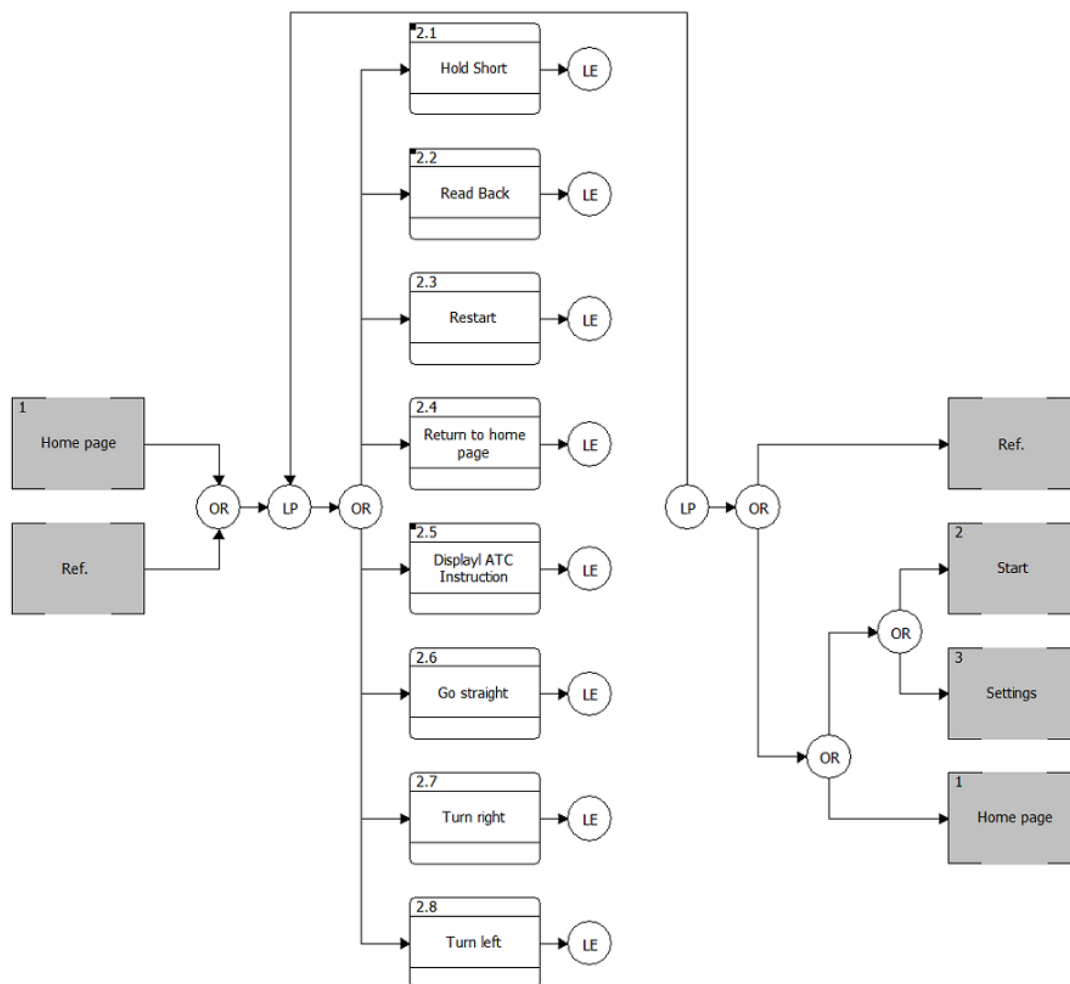 2.1
Hold Short
LE
2.2
Read Back
LE
2.3
Restart
LE
1
Home page
2.4
Return to home
page
LE
Ref.
OR
LP
OR
LP
OR
Ref.
2.5
Displayl ATC
Instruction
LE
2
Start
OR
2.6
Go straight
LE
3
Settings
OR
2.7
Turn right
LE
1
Home page
2.8
Turn left
LE